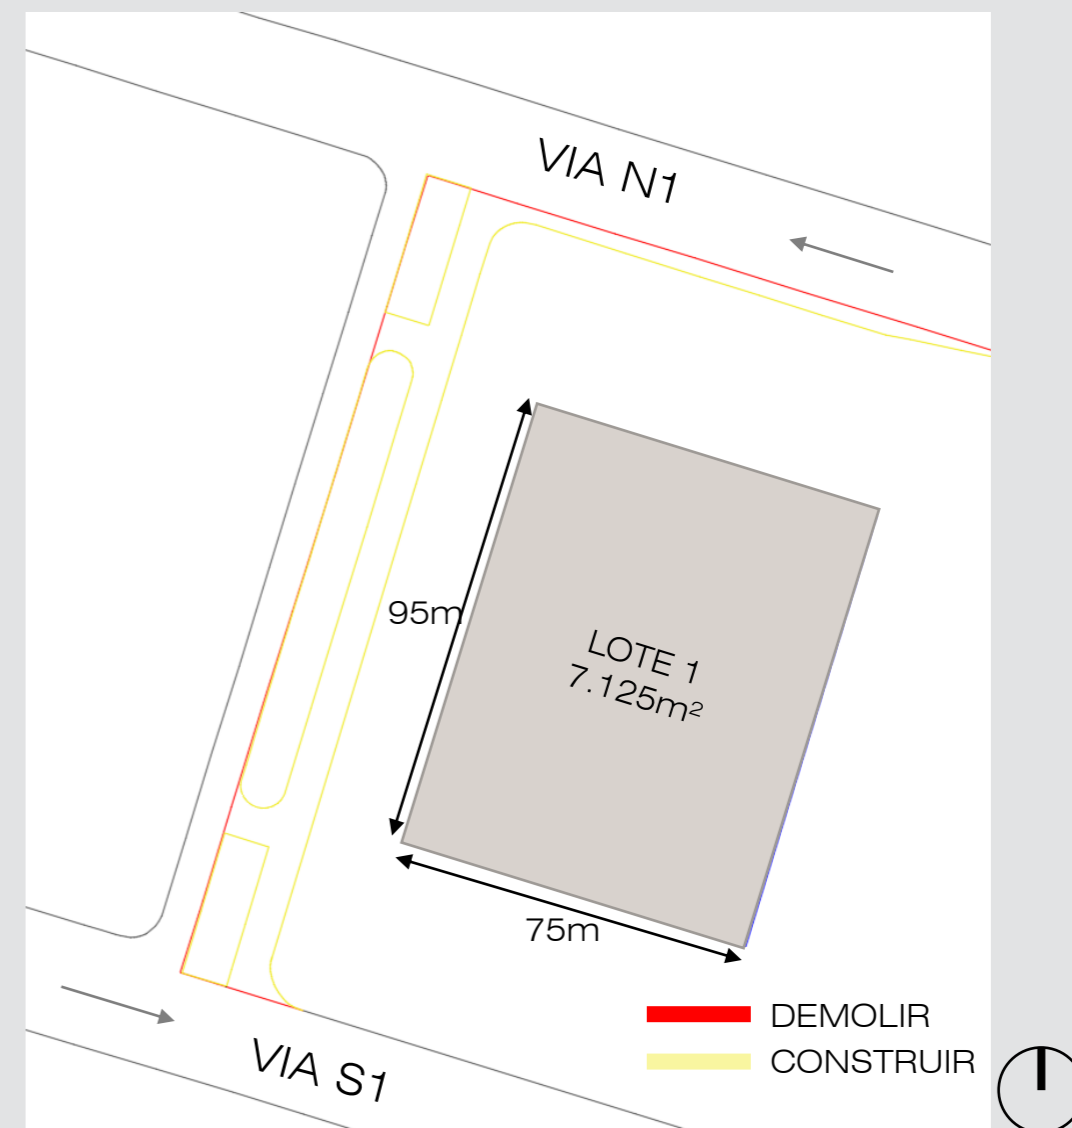 VIA N1
95m
LOTE 1
7.125m²
75m
DEMOLIR
CONSTRUIR
VIA S1